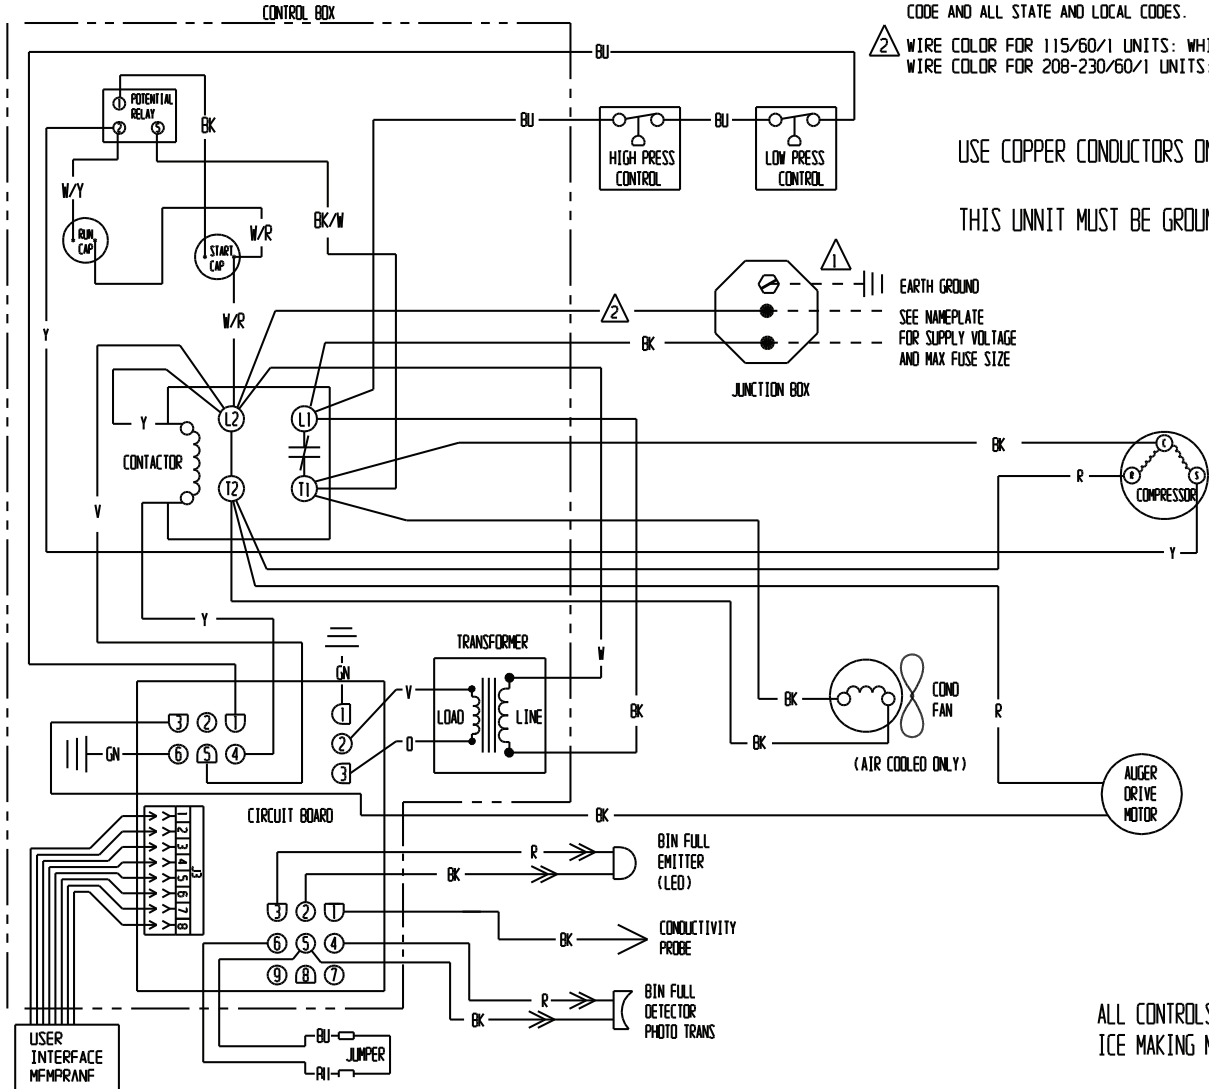 CONTROL BOX
CODE AND ALL STATE AND LOCAL CODES.
2
WIRE COLOR FOR 115/60/1 UNITS: WHI
WIRE COLOR FOR 208-230/60/1 UNITS:
BU
1
POTENTIAL
RELAY
2
5
BK
BU
BU
HIGH PRESS
CONTROL
LOW PRESS
CONTROL
USE COPPER CONDUCTORS ON
THIS UNNIT MUST BE GROUN
W/Y
BK/W
W/R
RUN
CAP
START
CAP
1
EARTH GROUND
2
SEE NAMEPLATE
FOR SUPPLY VOLTAGE
AND MAX FUSE SIZE
Y
W/R
BK
JUNCTION BOX
L2
L1
Y
CONTACTOR
BK
C
R
R
S
COMPRESSOR
T2
T1
V
Y
Y
TRANSFORMER
W
GN
V
LOAD
LINE
BK
BK
COND
FAN
R
3
2
1
1
GN
6
5
4
2
3
O
BK
(AIR COOLED ONLY)
AUGER
DRIVE
MOTOR
CIRCUIT BOARD
BK
1
2
3
4
5
6
7
8
J3
R
BK
BIN FULL
EMITTER
(LED)
3
2
1
6
5
4
9
8
7
BK
CONDUCTIVITY
PROBE
R
BK
BIN FULL
DETECTOR
PHOTO TRANS
ALL CONTROLS
ICE MAKING M
USER
INTERFACE
MEMPRANE
BU
JUMPER
BU